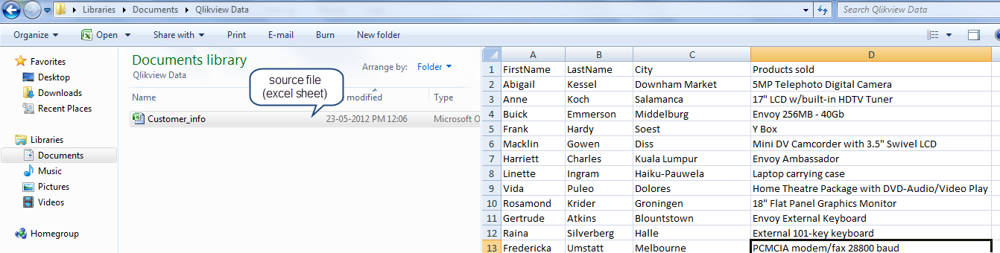 Libraries ▸ Documents ▸ Qlikview Data
Search Qlikview Data
Organize Open Share with Print E-mail Burn New folder
Favorites
Desktop
Downloads
Recent Places
Libraries
Documents
Music
Pictures
Videos
Homegroup
Documents library
Qlikview Data
Arrange by: Folder
source file
(excel sheet)
Name modified Type
Customer_info 23-05-2012 PM 12:06 Microsoft O
A B C D
1 FirstName LastName City Products sold
2 Abigail Kessel Downham Market 5MP Telephoto Digital Camera
3 Anne Koch Salamanca 17" LCD w/built-in HDTV Tuner
4 Buick Emmerson Middelburg Envoy 256MB - 40Gb
5 Frank Hardy Soest Y Box
6 Macklin Gowen Diss Mini DV Camcorder with 3.5" Swivel LCD
7 Harriett Charles Kuala Lumpur Envoy Ambassador
8 Linette Ingram Haiku-Pauwela Laptop carrying case
9 Vida Puleo Dolores Home Theatre Package with DVD-Audio/Video Play
10 Rosamond Krider Groningen 18" Flat Panel Graphics Monitor
11 Gertrude Atkins Blountstown Envoy External Keyboard
12 Raina Silverberg Halle External 101-key keyboard
13 Fredericka Umstatt Melbourne PCMCIA modem/fax 28800 baud